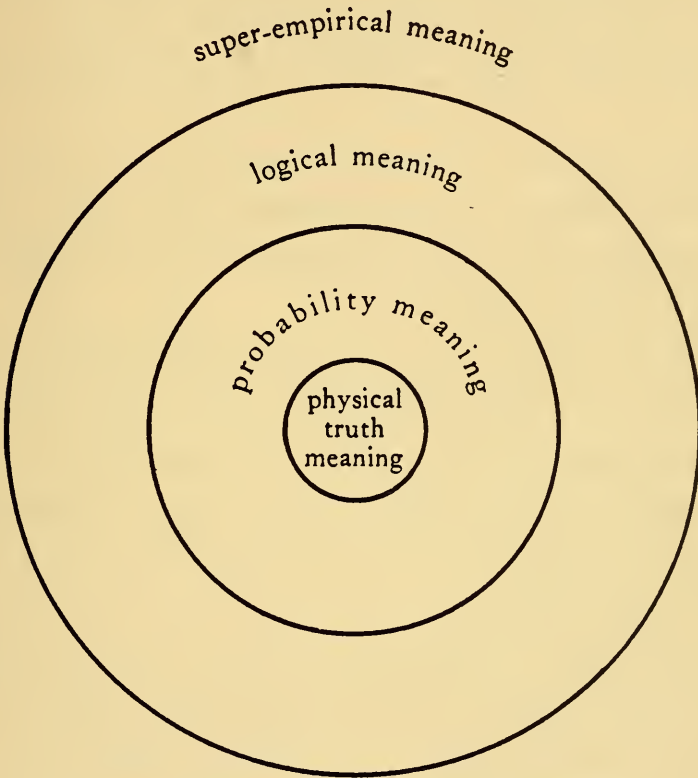 super-empirical meaning
logical meaning
probability meaning
physical
truth
meaning